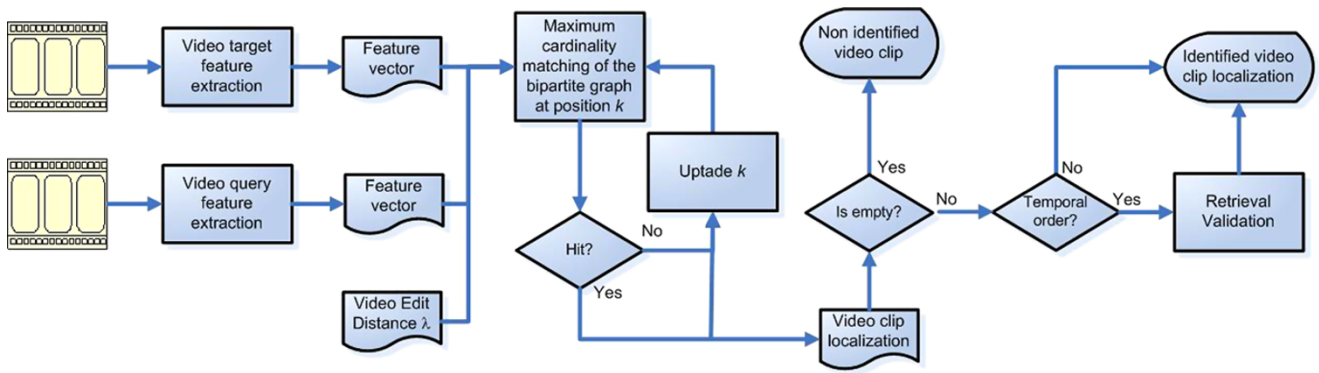 Video target
feature
extraction
Feature
vector
Maximum
cardinality
matching of the
bipartite graph
at position k
Non identified
video clip
Identified video
clip localization
Uptade k
Video query
feature
extraction
Feature
vector
Hit?
No
Yes
Video Edit
Distance λ
Video clip
localization
Is empty?
Yes
No
Temporal
order?
No
Yes
Retrieval
Validation